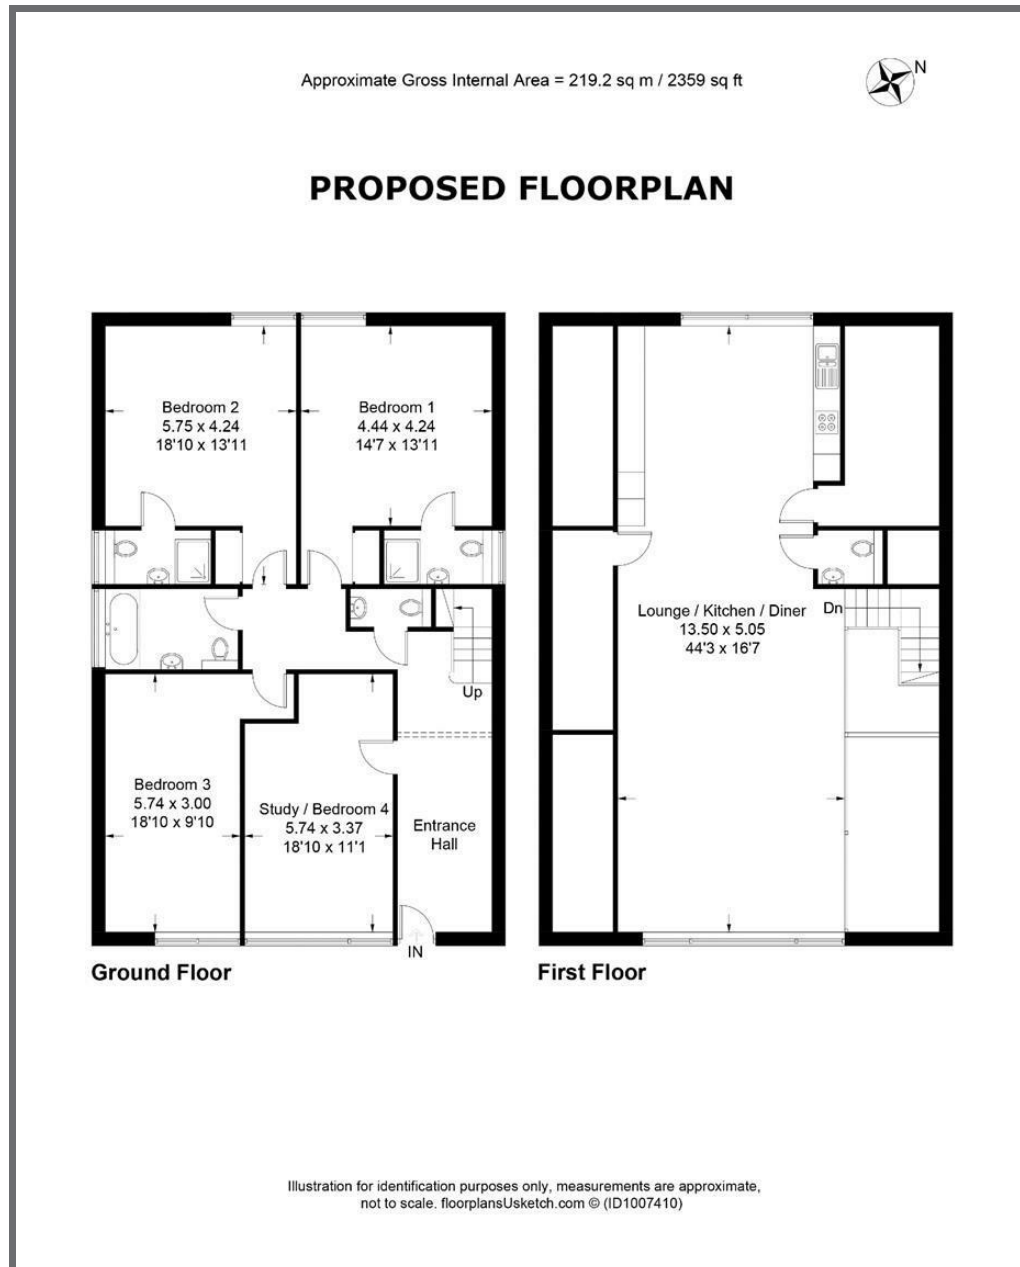 Approximate Gross Internal Area = 219.2 sq m / 2359 sq ft
N
PROPOSED FLOORPLAN
Bedroom 2
5.75 x 4.24
18'10 x 13'11
Bedroom 1
4.44 x 4.24
14'7 x 13'11
Up
Bedroom 3
5.74 x 3.00
18'10 x 9'10
Study / Bedroom 4
5.74 x 3.37
18'10 x 11'1
Entrance
Hall
IN
Ground Floor
Lounge / Kitchen / Diner
13.50 x 5.05
44'3 x 16'7
Dn
First Floor
Illustration for identification purposes only, measurements are approximate,
not to scale. floorplansUsketch.com © (ID1007410)